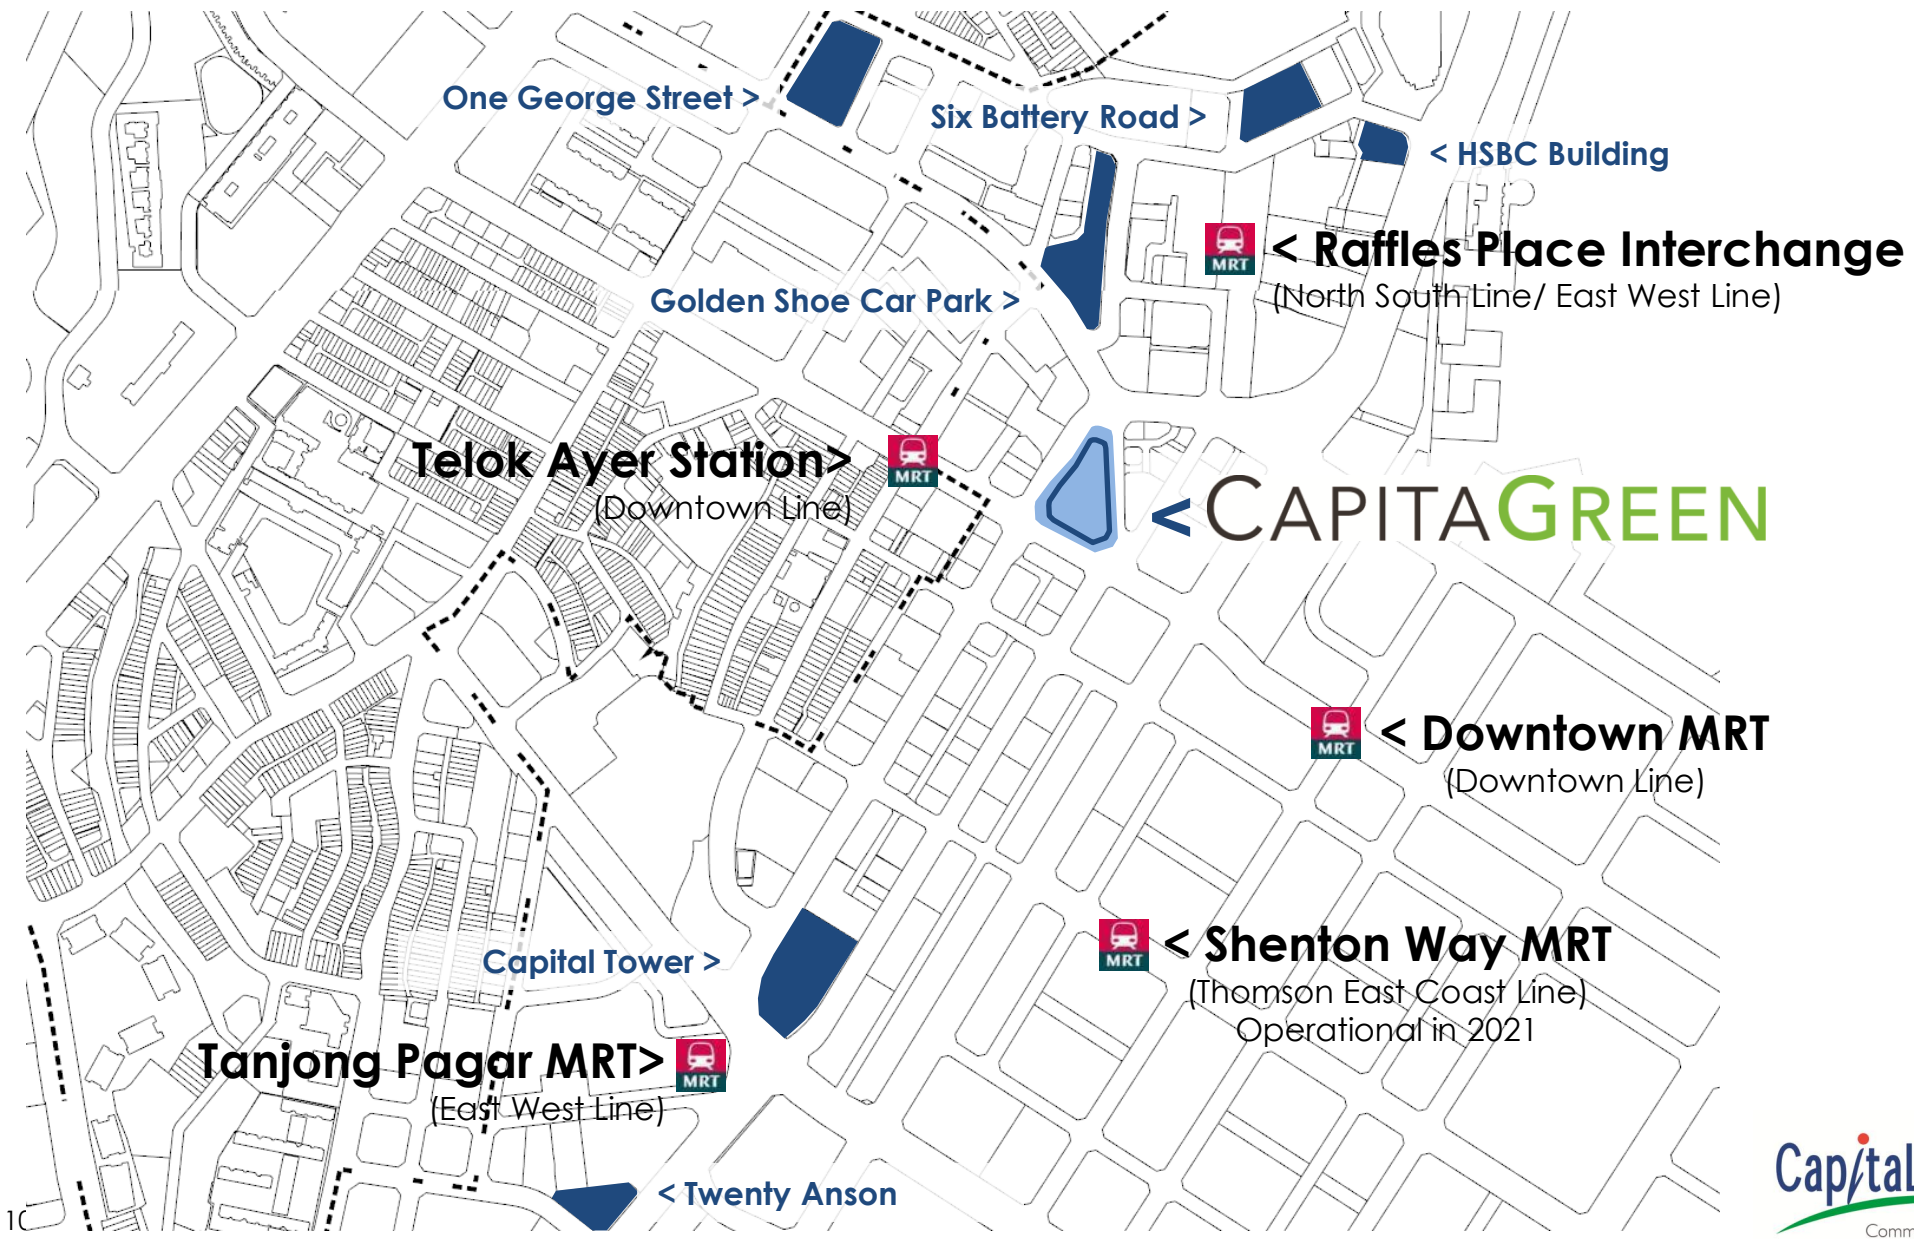 One George Street >
Six Battery Road >
< HSBC Building
MRT
< Raffles Place Interchange
(North South Line/ East West Line)
Golden Shoe Car Park >
Telok Ayer Station>
(Downtown Line)
MRT
< CAPITAGREEN
MRT
< Downtown MRT
(Downtown Line)
Capital Tower >
MRT
< Shenton Way MRT
(Thomson East Coast Line)
Operational in 2021
Tanjong Pagar MRT>
(East West Line)
MRT
< Twenty Anson
10